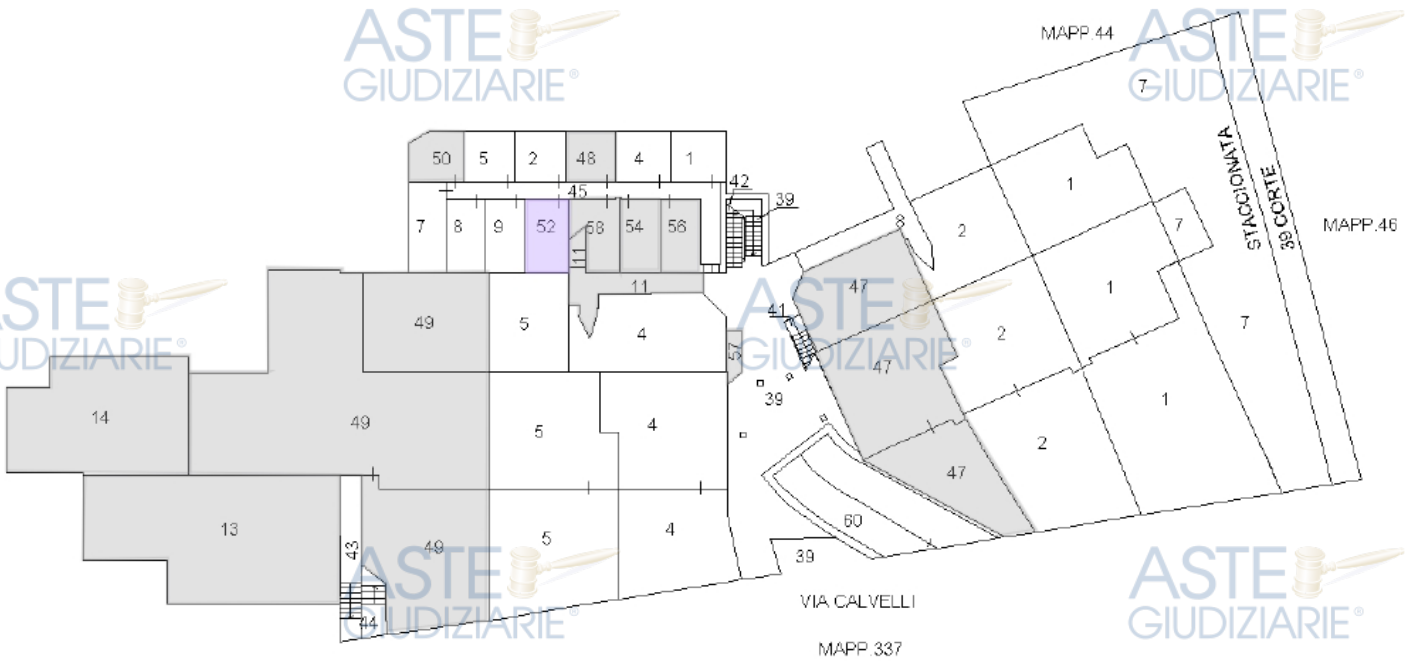 ASTE
GIUDIZIARIE®
MAPP.44
ASTE
GIUDIZIARIE®
7
STACCIONATA
39 CORTE
MAPP.46
50 5 2 48 4 1
45
42
39
7 8 9 52 58 54 56
11
11
8
2
1
7
47
41
2
1
7
47
ASTE
GIUDIZIARIE®
49
5
4
57
ASTE
GIUDIZIARIE®
39
14
49
5
4
2
1
47
13
43
49
5
4
60
39
44
ASTE
GIUDIZIARIE®
VIA CALVELLI
MAPP.337
ASTE
GIUDIZIARIE®